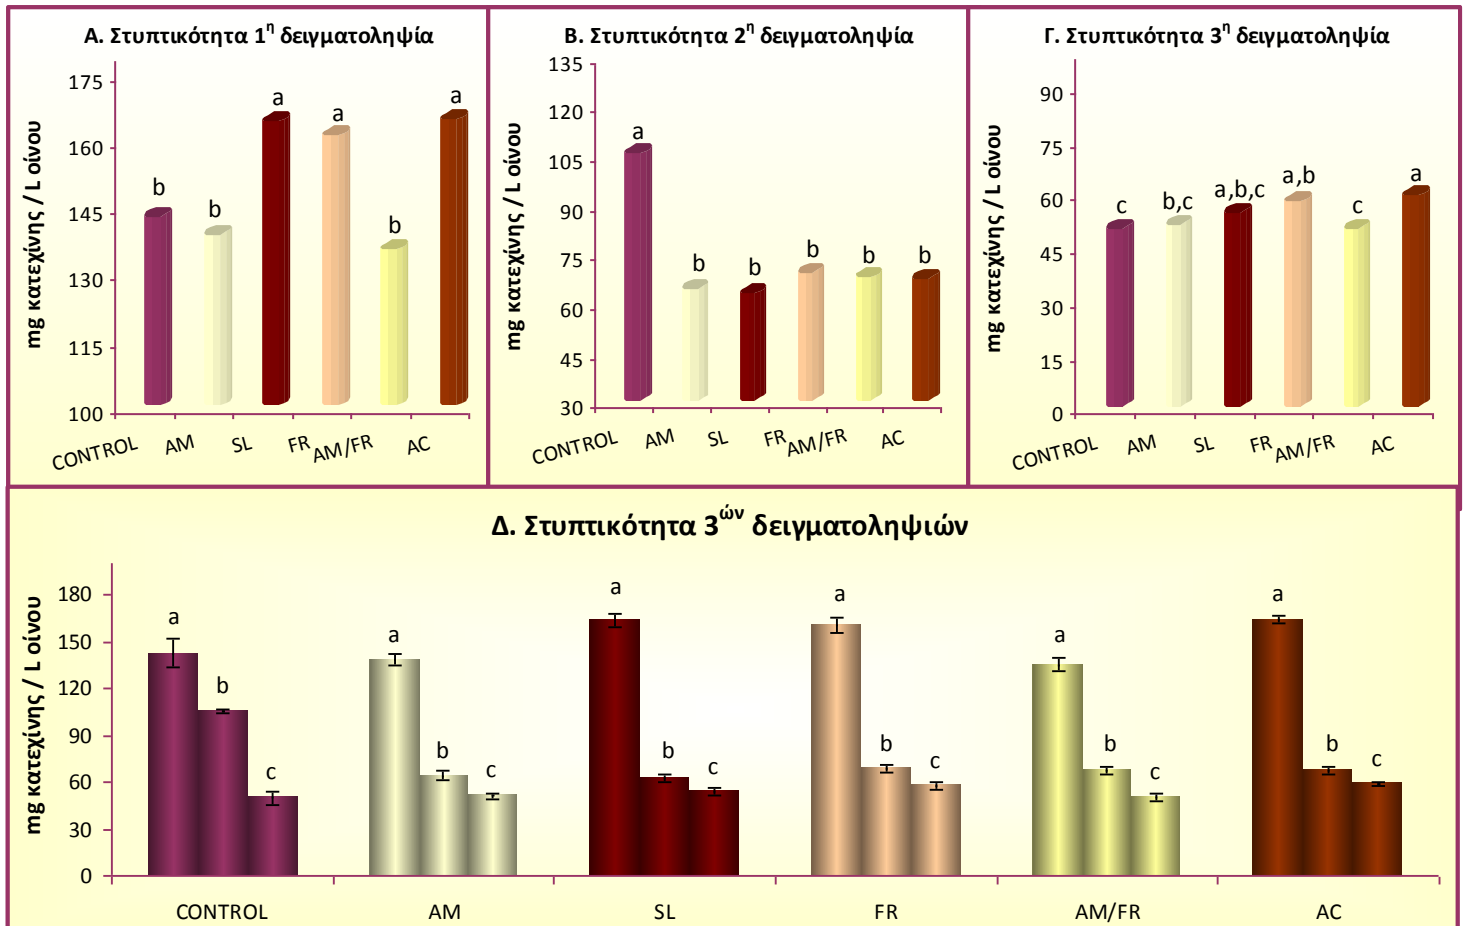 Α. Στυπτικότητα 1η δειγματοληψία
mg κατεχίνης / L οίνου
175
160
145
130
115
100
b
b
a
a
b
a
CONTROL
AM
SL
FR
AM/FR
AC
Β. Στυπτικότητα 2η δειγματοληψία
mg κατεχίνης / L οίνου
135
120
105
90
75
60
45
30
a
b
b
b
b
b
CONTROL
AM
SL
FR
AM/FR
AC
Γ. Στυπτικότητα 3η δειγματοληψία
mg κατεχίνης / L οίνου
90
75
60
45
30
15
0
c
b,c
a,b,c
a,b
c
a
CONTROL
AM
SL
FR
AM/FR
AC
Δ. Στυπτικότητα 3ών δειγματοληψιών
mg κατεχίνης / L οίνου
180
150
120
90
60
30
0
a
b
c
a
b
c
a
b
c
a
b
c
a
b
c
a
b
c
CONTROL
AM
SL
FR
AM/FR
AC